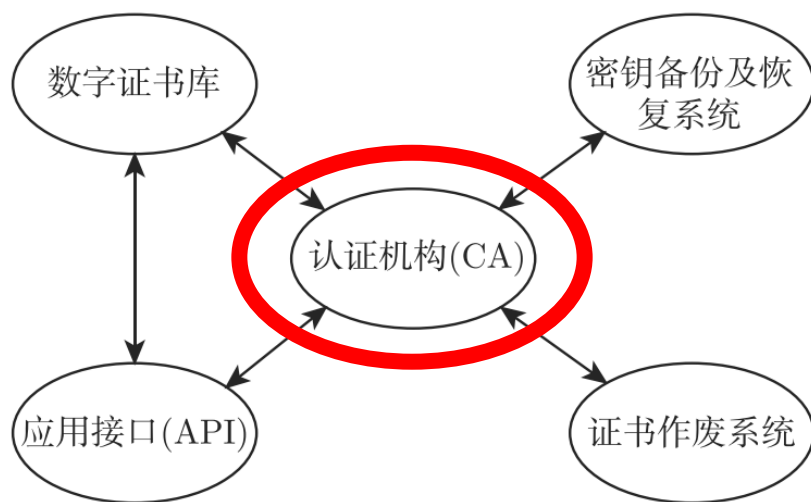 数字证书库
密钥备份及恢
复系统
认证机构(CA)
应用接口(API)
证书作废系统